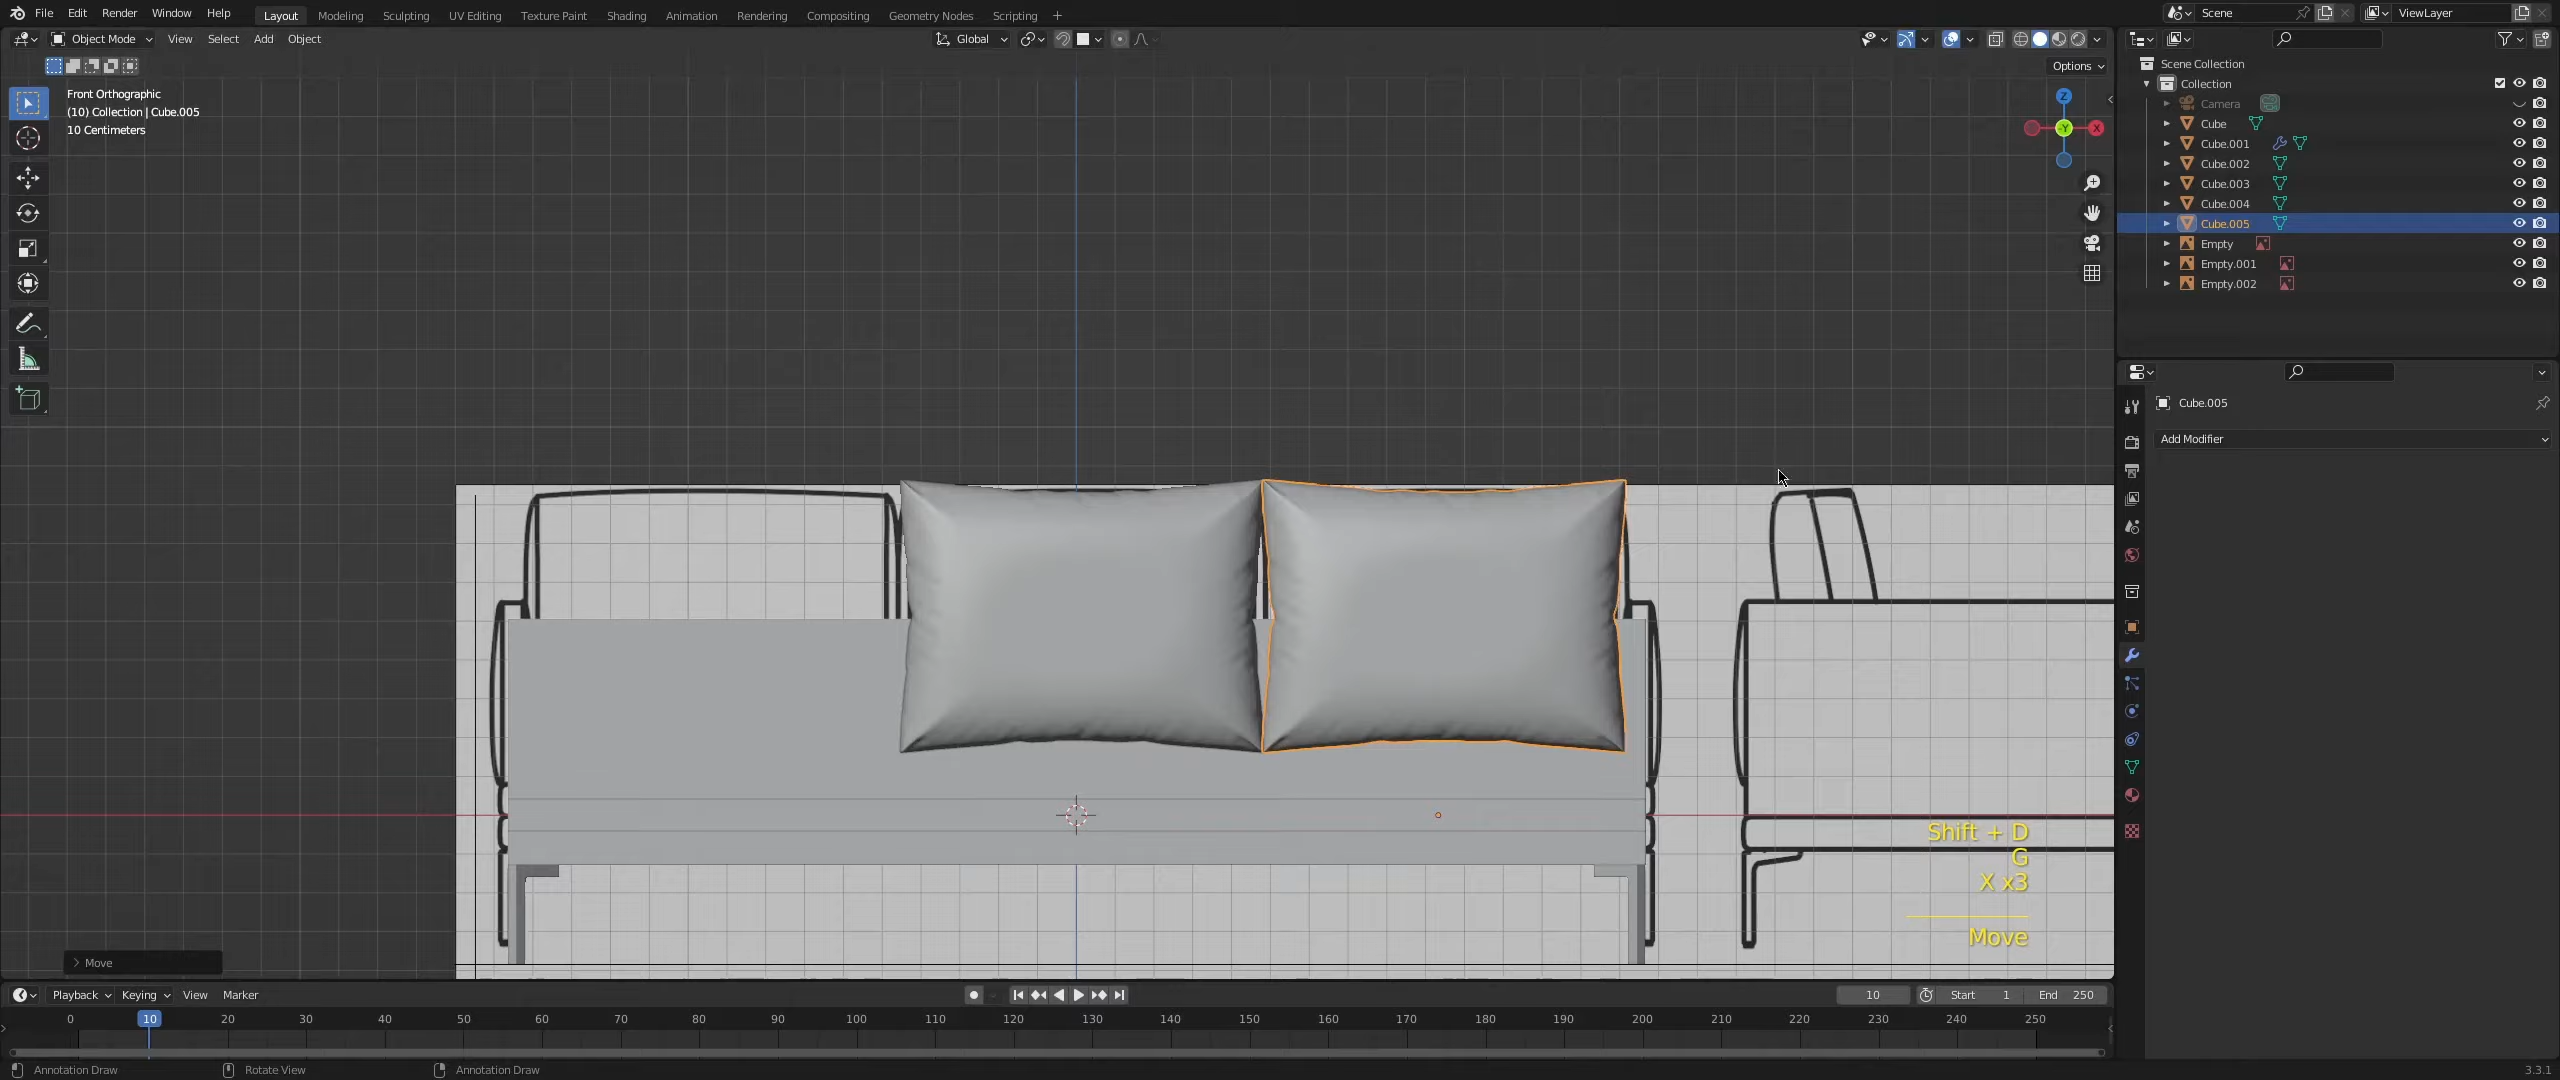 File Edit Render Window Help Layout Modeling Sculpting UV Editing Texture Paint Shading Animation Rendering Compositing Geometry Nodes Scripting + Scene ViewLayer
Object Mode View Select Add Object Global
Options
Front Orthographic
(10) Collection | Cube.005
10 Centimeters
Z
Y
X
Scene Collection
Collection
Camera
Cube
Cube.001
Cube.002
Cube.003
Cube.004
Cube.005
Empty
Empty.001
Empty.002
Cube.005
Add Modifier
Shift + D
G
X x3
Move
Move
Playback Keying View Marker 10 Start 1 End 250
0 10 20 30 40 50 60 70 80 90 100 110 120 130 140 150 160 170 180 190 200 210 220 230 240 250
Annotation Draw Rotate View Annotation Draw 3.3.1